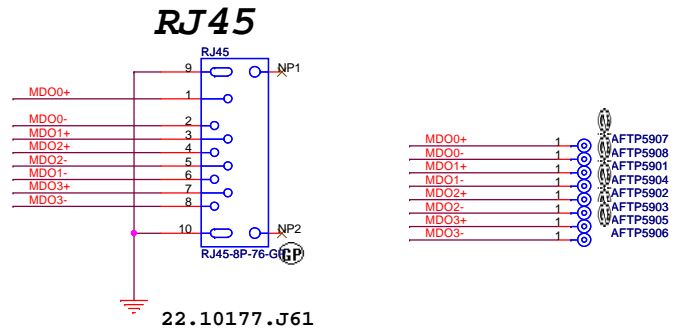 RJ45
RJ45
9 NP1
MDO0+ 1
MDO0- 2
MDO1+ 3
MDO2+ 4
MDO2- 5
MDO1- 6
MDO3+ 7
MDO3- 8
10 NP2
RJ45-8P-76-G
GP
22.10177.J61
MDO0+ 1 AFTP5907
MDO0- 1 AFTP5908
MDO1+ 1 AFTP5901
MDO1- 1 AFTP5904
MDO2+ 1 AFTP5902
MDO2- 1 AFTP5903
MDO3+ 1 AFTP5905
MDO3- 1 AFTP5906